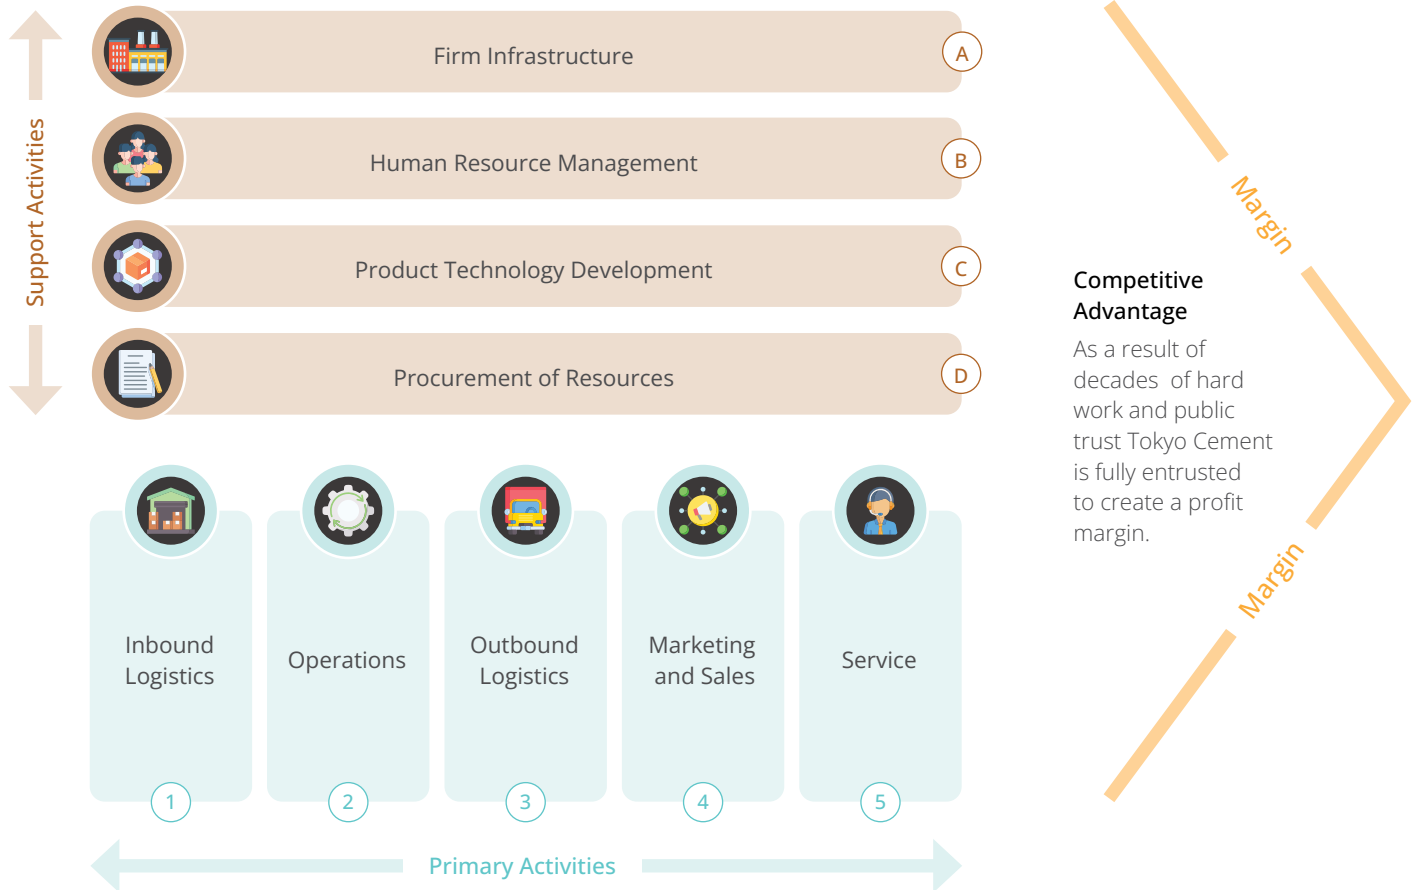 Support Activities
Firm Infrastructure
A
Human Resource Management
B
Product Technology Development
C
Procurement of Resources
D
Inbound
Logistics
1
Operations
2
Outbound
Logistics
3
Marketing
and Sales
4
Service
5
Primary Activities
Margin
Competitive
Advantage
As a result of
decades of hard
work and public
trust Tokyo Cement
is fully entrusted
to create a profit
margin.
Margin